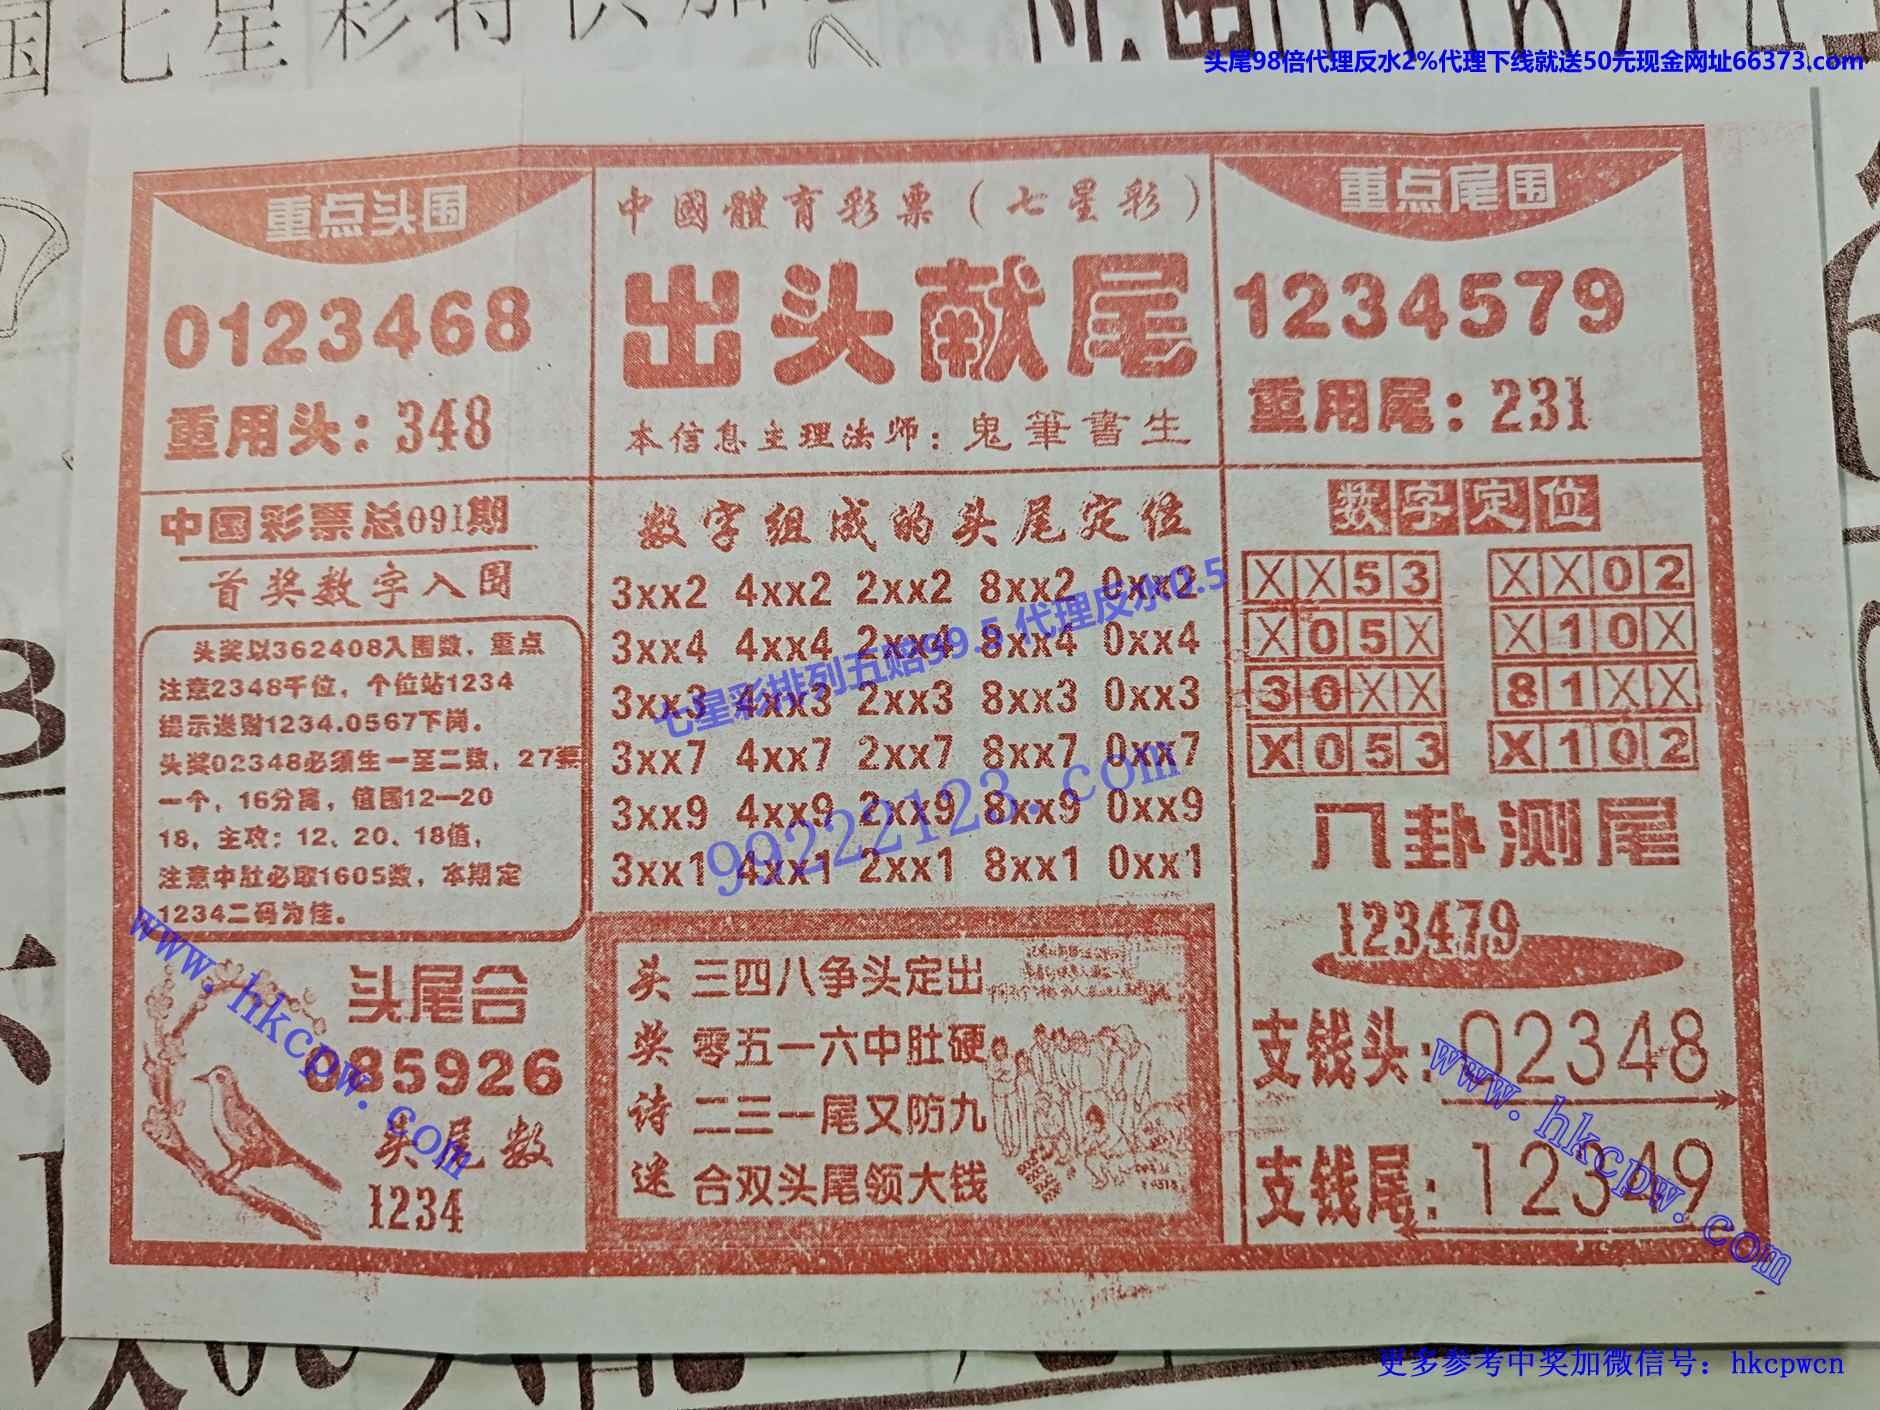 国七星彩特
头尾98倍代理反水2%代理下线就送50元现金网址66373.com
重点头围
0123468
重用头：348
中國體育彩票（七星彩）
出头献尾
本信息主理法师：鬼筆書生
重点尾围
1234579
重用尾：231
中国彩票总091期
首奖数字入围
头奖以362408入围数，重点
注意2348千位，个位站1234
提示送财1234.0567下岗。
头奖02348必须生一至二数，27要
一个，16分离，值围12—20
18，主攻：12、20、18值，
注意中肚必取1605数，本期定
1234二码为佳。
头尾合
085926
头尾数
1234
数字组成的头尾定位
3xx2 4xx2 2xx2 8xx2 0xx2
3xx4 4xx4 2xx4 8xx4 0xx4
3xx3 4xx3 2xx3 8xx3 0xx3
3xx7 4xx7 2xx7 8xx7 0xx7
3xx9 4xx9 2xx9 8xx9 0xx9
3xx1 4xx1 2xx1 8xx1 0xx1
七星彩排列五赔99.5 代理反水0.5
99222123.com
头奖诗迷
三四八争头定出
零五一六中肚硬
二三一尾又防九
合双头尾领大钱
数字定位
XX53 XX02
X05X X10X
30XX 81XX
X053 X102
八卦测尾
123479
支钱头：02348
支钱尾：12349
www.hkcpw.com
www.hkcpw.com
更多参考中奖加微信号：hkcpwcn